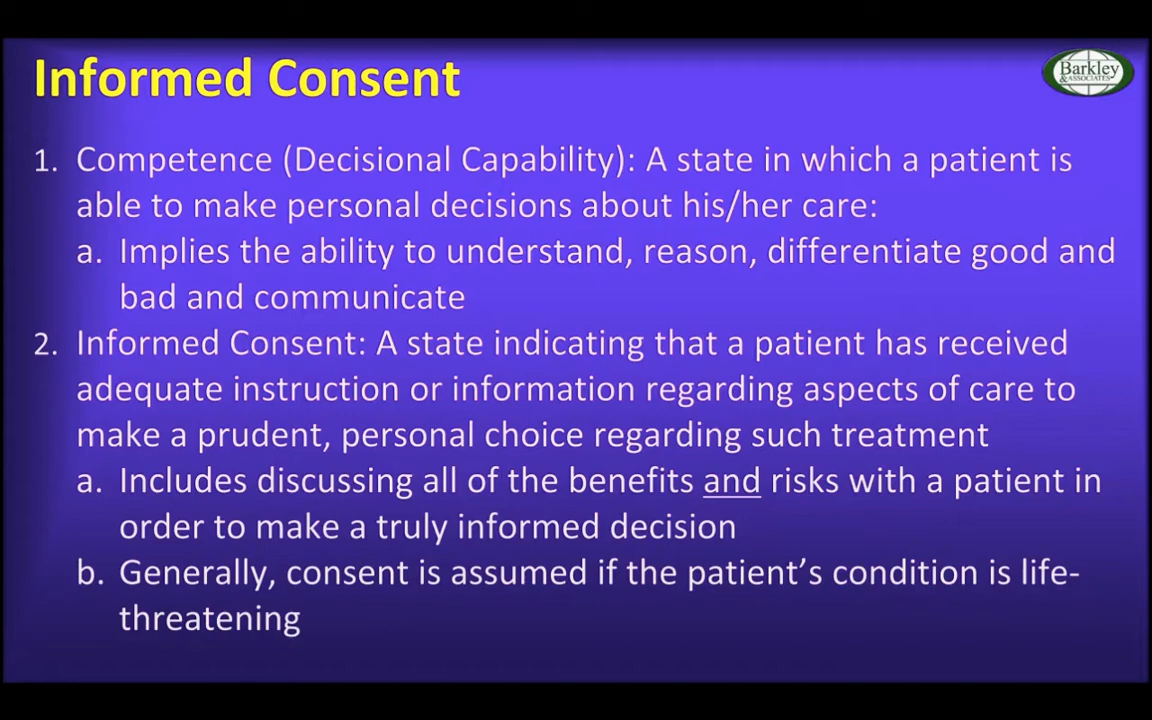 Informed Consent
Barkley
& ASSOCIATES
1. Competence (Decisional Capability): A state in which a patient is
able to make personal decisions about his/her care:
a. Implies the ability to understand, reason, differentiate good and
bad and communicate
2. Informed Consent: A state indicating that a patient has received
adequate instruction or information regarding aspects of care to
make a prudent, personal choice regarding such treatment
a. Includes discussing all of the benefits and risks with a patient in
order to make a truly informed decision
b. Generally, consent is assumed if the patient’s condition is life-
threatening